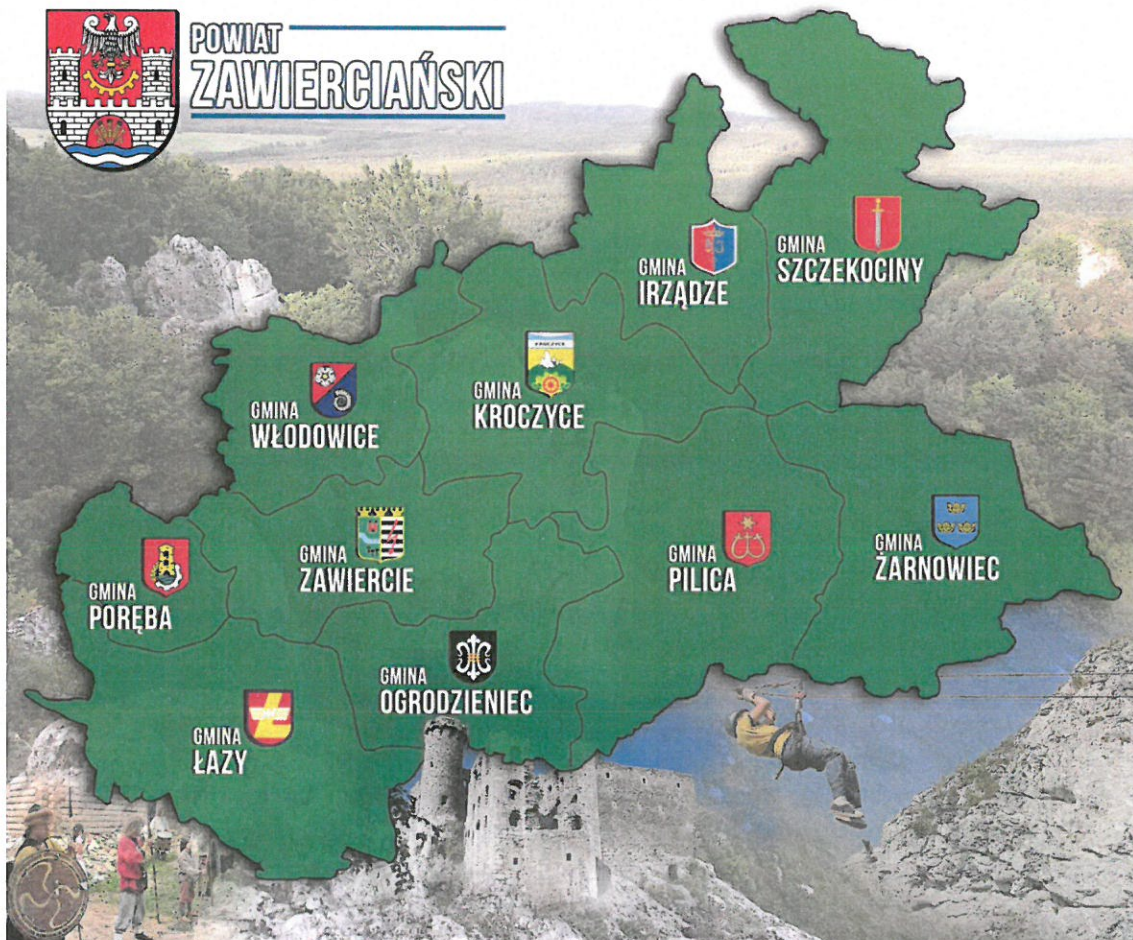 POWIAT
ZAWIERCIAŃSKI
GMINA
SZCZEKOCINY
GMINA
IRZĄDZE
KROCZYCE
GMINA
KROCZYCE
GMINA
WŁODOWICE
GMINA
ZAWIERCIE
GMINA
PILICA
GMINA
ŻARNOWIEC
GMINA
PORĘBA
GMINA
OGRODZIENIEC
GMINA
ŁAZY